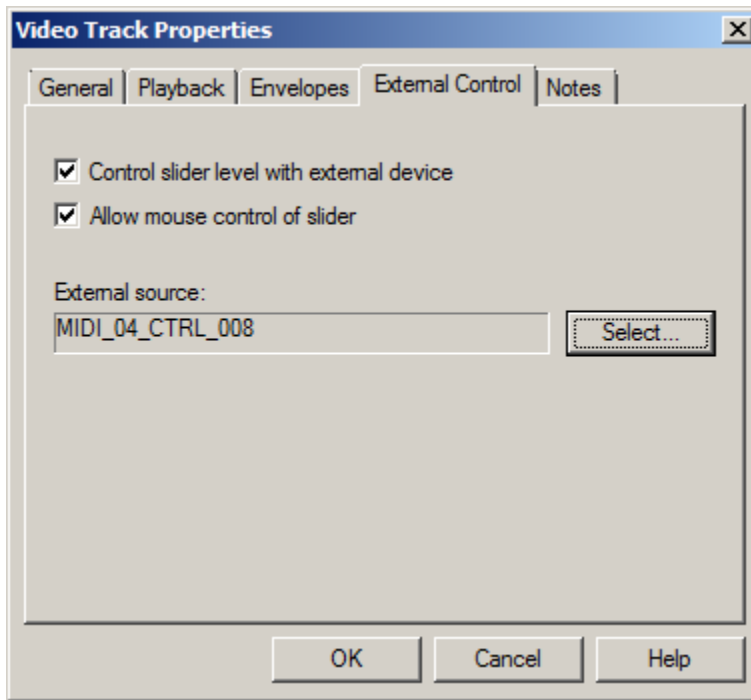 Video Track Properties
General Playback Envelopes External Control Notes
Control slider level with external device
Allow mouse control of slider
External source:
MIDI_04_CTRL_008 Select...
OK Cancel Help